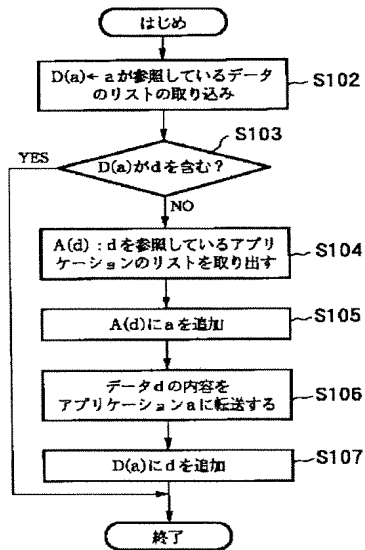 はじめ
D(a)←aが参照しているデータ
のリストの取り込み
S102
S103
YES
D(a)がdを含む?
NO
A(d):dを参照しているアプリ
ケーションのリストを取り出す
S104
A(d)にaを追加
S105
データdの内容を
アプリケーションaに転送する
S106
D(a)にdを追加
S107
終了